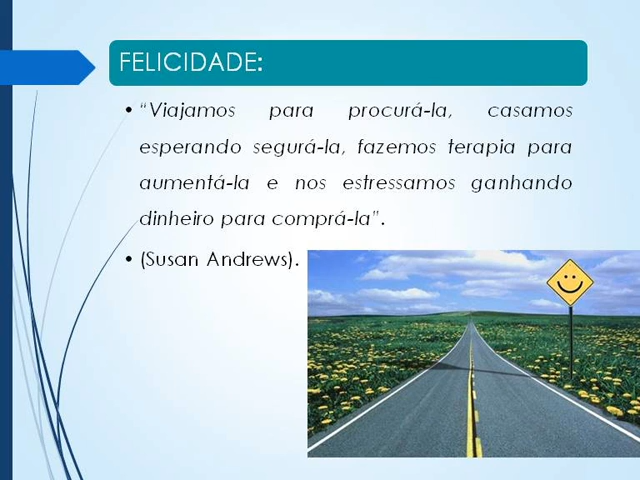 FELICIDADE:
• “Viajamos para procurá-la, casamos
esperando segurá-la, fazemos terapia para
aumentá-la e nos estressamos ganhando
dinheiro para comprá-la”.
• (Susan Andrews).